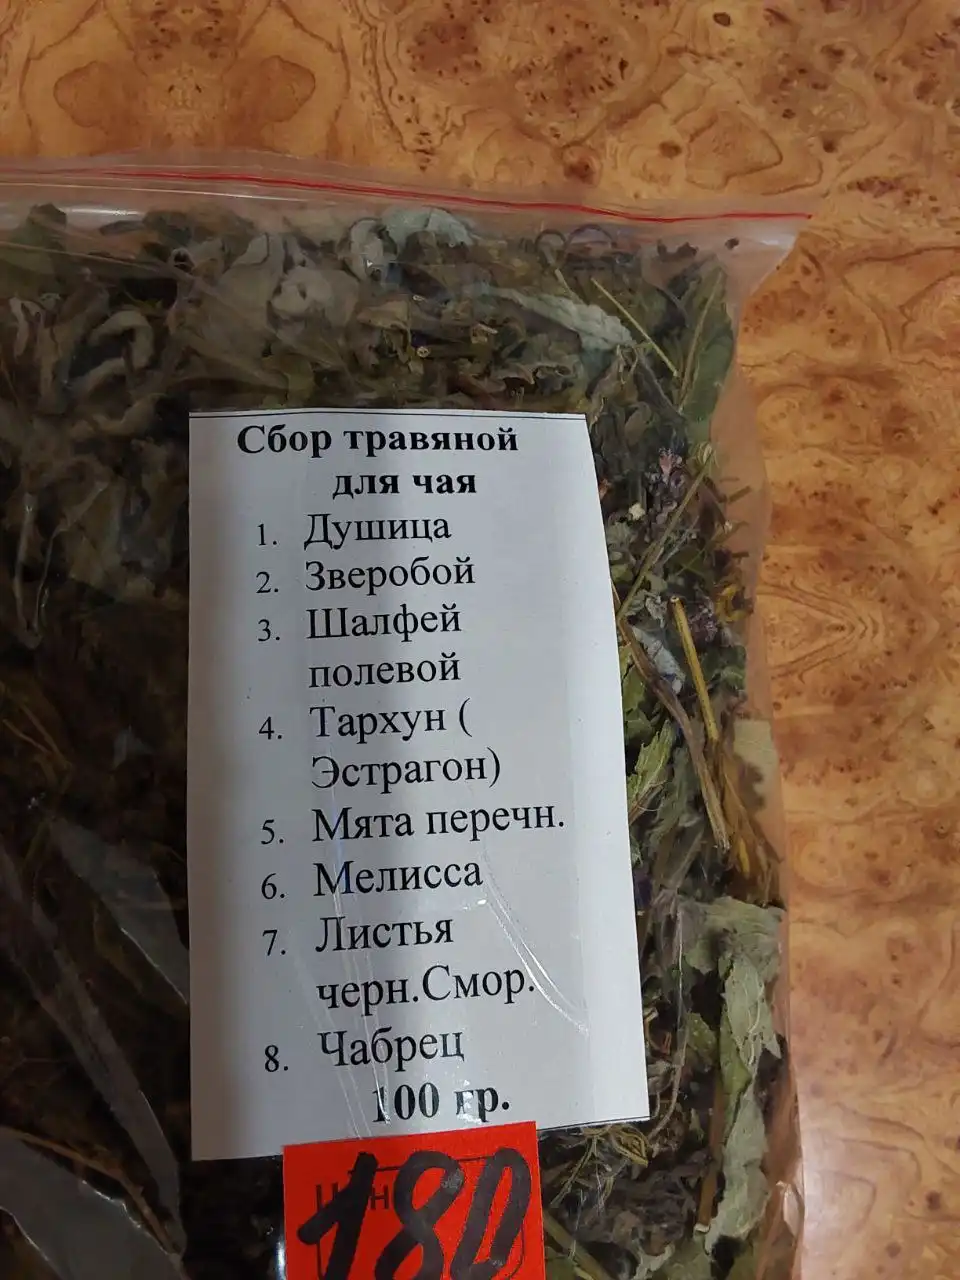 Сбор травяной
для чая
1. Душица
2. Зверобой
3. Шалфей
полевой
4. Тархун (
Эстрагон)
5. Мята перечн.
6. Мелисса
7. Листья
черн.Смор.
8. Чабрец
100 гр.
180